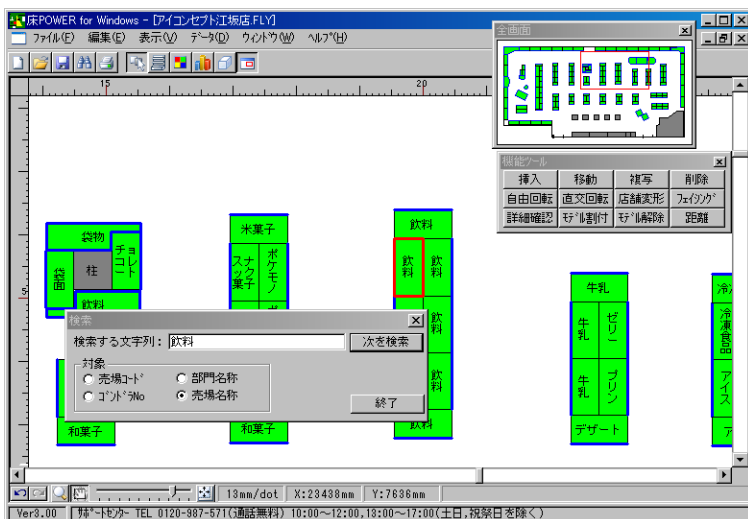 床POWER for Windows - [アイコンセプト江坂店.FLY]
ファイル(F) 編集(E) 表示(V) データ(D) ウィンドウ(W) ヘルプ(H)
全画面
15
20
機能ツール
挿入 移動 複写 削除
自由回転 直交回転 店舗変形 フェイシング
詳細確認 モデル割付 モデル解除 距離
袋物
チョコレート
袋面
柱
飲料
米菓子
スナック菓子
ポケモノ
飲料
飲料
飲料
飲料
飲料
飲料
牛乳
牛乳
ゼリー
牛乳
プリン
デザート
冷凍食品
アイス
和菓子
和菓子
5
検索
検索する文字列: 飲料 次を検索
対象
売場コード 部門名称
ゴンドラNo 売場名称
終了
13mm/dot X:23438mm Y:7636mm
Ver3.00 サポートセンター TEL 0120-987-571(通話無料) 10:00～12:00,13:00～17:00(土日,祝祭日を除く)